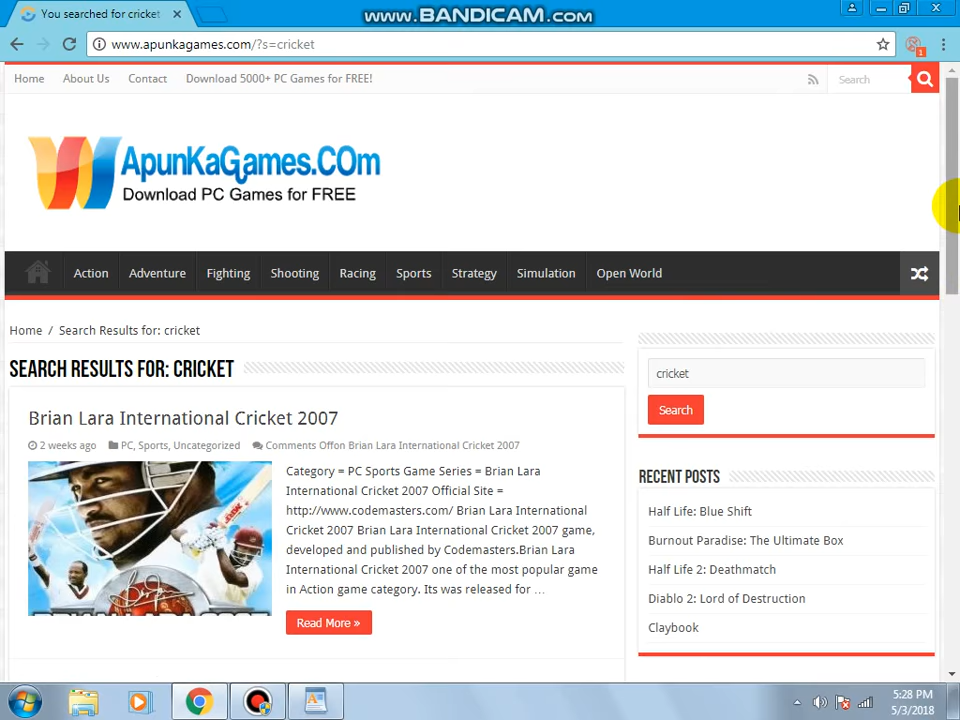 You searched for cricket
www.BANDICAM.com
www.apunkagames.com/?s=cricket
1
Home About Us Contact Download 5000+ PC Games for FREE!
Search
ApunKaGames.COm
Download PC Games for FREE
Action Adventure Fighting Shooting Racing Sports Strategy Simulation Open World
Home / Search Results for: cricket
SEARCH RESULTS FOR: CRICKET
Brian Lara International Cricket 2007
2 weeks ago PC, Sports, Uncategorized Comments Offon Brian Lara International Cricket 2007
Category = PC Sports Game Series = Brian Lara
International Cricket 2007 Official Site =
http://www.codemasters.com/ Brian Lara International
Cricket 2007 Brian Lara International Cricket 2007 game,
developed and published by Codemasters.Brian Lara
International Cricket 2007 one of the most popular game
in Action game category. Its was released for …
Read More »
cricket
Search
RECENT POSTS
Half Life: Blue Shift
Burnout Paradise: The Ultimate Box
Half Life 2: Deathmatch
Diablo 2: Lord of Destruction
Claybook
5:28 PM
5/3/2018